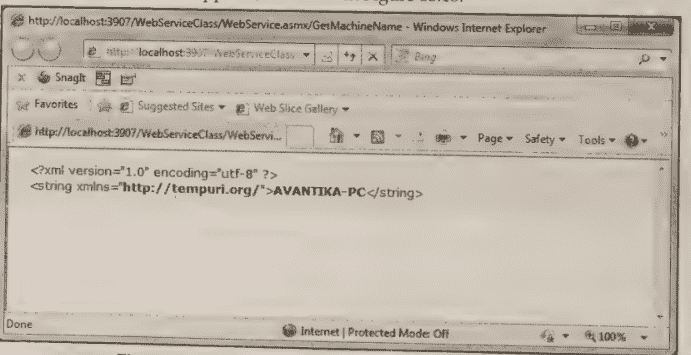 http://localhost:3907/WebServiceClass/WebService.asmx/GetMachineName - Windows Internet Explorer
http://localhost:3907/WebServiceClass Bing
x SnagIt
Favorites Suggested Sites Web Slice Gallery
http://localhost:3907/WebServiceClass/WebServi... Page Safety Tools
<?xml version="1.0" encoding="utf-8" ?>
<string xmlns="http://tempuri.org/">AVANTIKA-PC</string>
Done Internet | Protected Mode: Off 100%